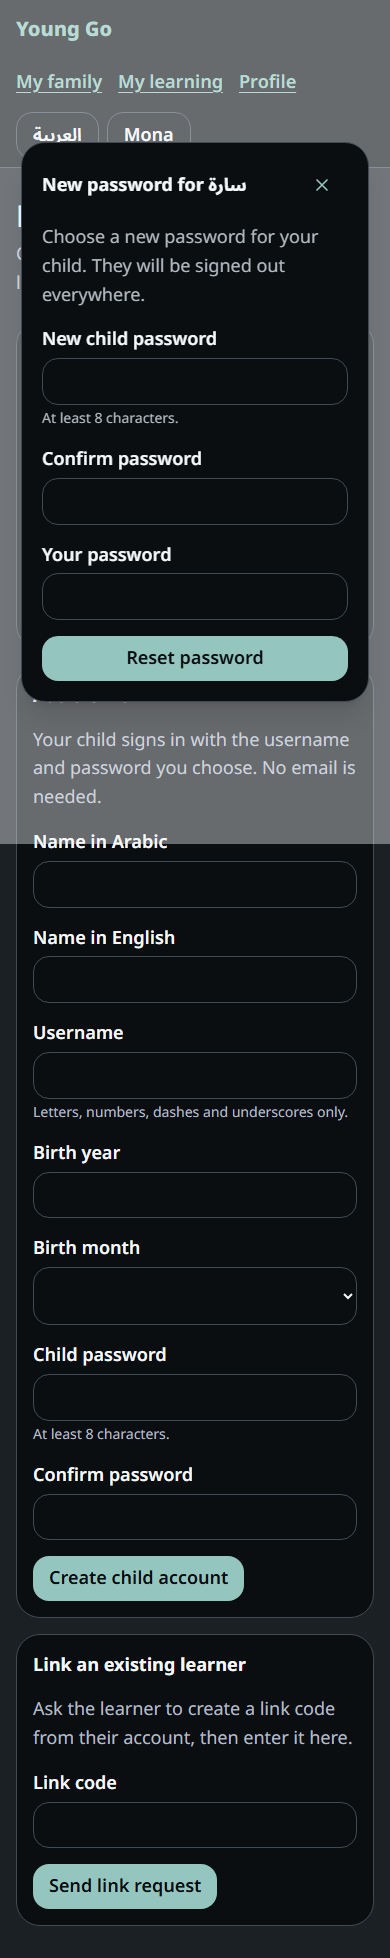 Young Go
My family My learning Profile
العربية Mona
New password for سارة
Choose a new password for your
child. They will be signed out
everywhere.
New child password
At least 8 characters.
Confirm password
Your password
Reset password
Your child signs in with the username
and password you choose. No email is
needed.
Name in Arabic
Name in English
Username
Letters, numbers, dashes and underscores only.
Birth year
Birth month
Child password
At least 8 characters.
Confirm password
Create child account
Link an existing learner
Ask the learner to create a link code
from their account, then enter it here.
Link code
Send link request